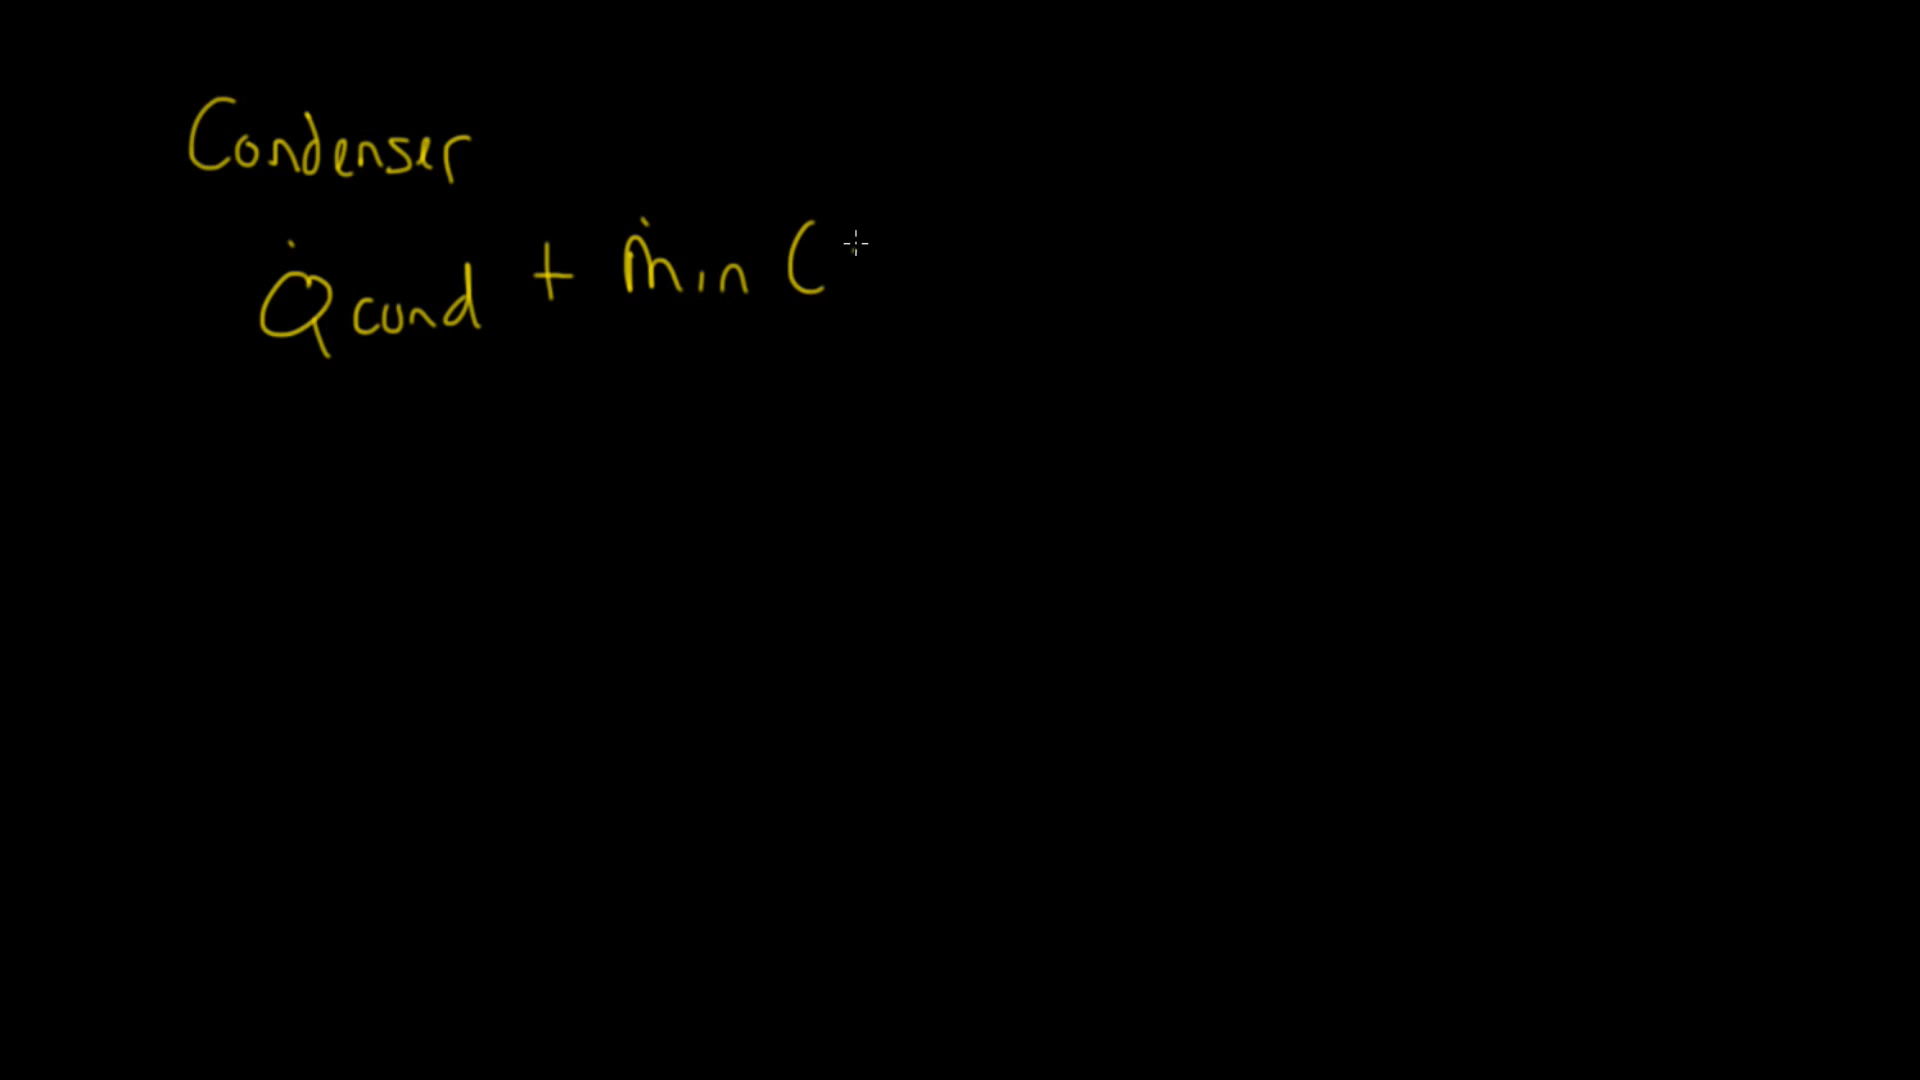 Condenser
Q̇cond + ṁin (